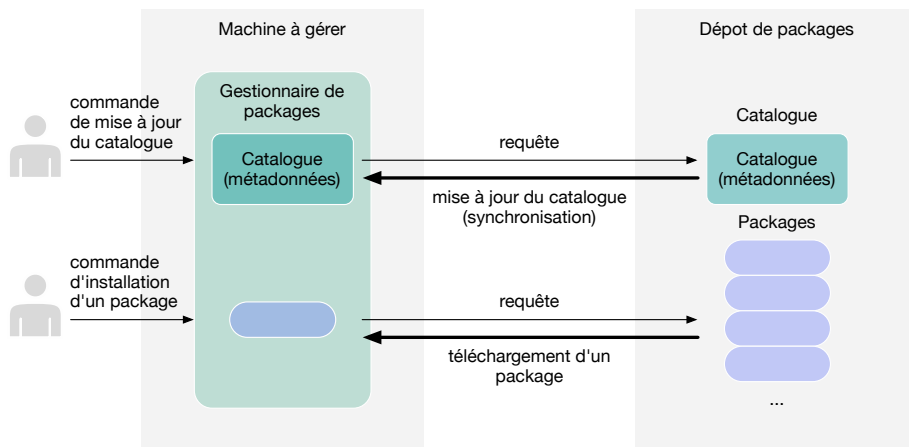 Machine à gérer
Dépot de packages
Gestionnaire de
packages
commande
de mise à jour
du catalogue
Catalogue
(métadonnées)
requête
mise à jour du catalogue
(synchronisation)
Catalogue
Catalogue
(métadonnées)
Packages
commande
d'installation
d'un package
requête
téléchargement d'un
package
...